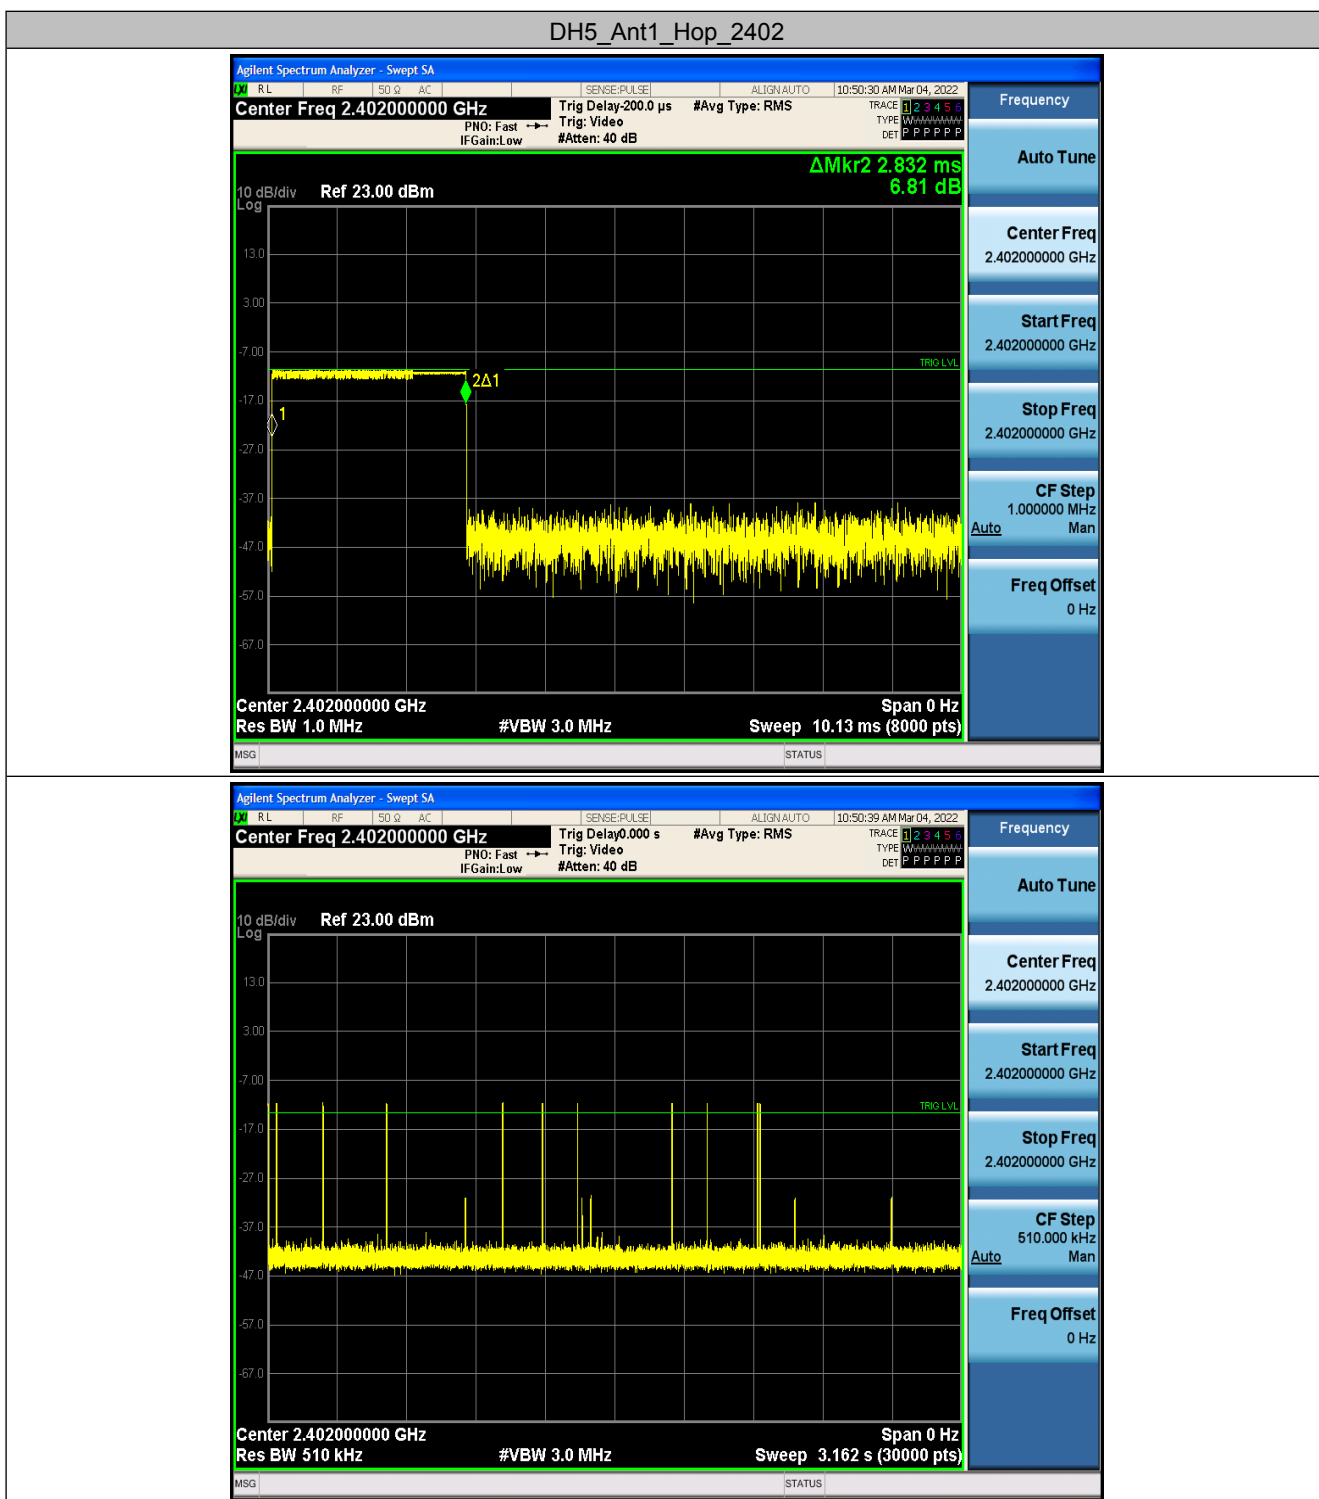 DH5_Ant1_Hop_2402
Agilent Spectrum Analyzer - Swept SA
LXI RL RF 50 Ω AC SENSE:PULSE ALIGN AUTO 10:50:30 AM Mar 04, 2022
Center Freq 2.402000000 GHz
PNO: Fast
IFGain:Low
Trig Delay-200.0 µs
Trig: Video
#Atten: 40 dB
#Avg Type: RMS
TRACE 1 2 3 4 5 6
TYPE WWWWWW
DET P P P P P P
ΔMkr2 2.832 ms
6.81 dB
10 dB/div Ref 23.00 dBm
Log
13.0
3.00
-7.00
TRIG LVL
2Δ1
-17.0
1
-27.0
-37.0
-47.0
-57.0
-67.0
Center 2.402000000 GHz Span 0 Hz
Res BW 1.0 MHz #VBW 3.0 MHz Sweep 10.13 ms (8000 pts)
MSG STATUS
Frequency
Auto Tune
Center Freq
2.402000000 GHz
Start Freq
2.402000000 GHz
Stop Freq
2.402000000 GHz
CF Step
1.000000 MHz
Auto Man
Freq Offset
0 Hz
Agilent Spectrum Analyzer - Swept SA
LXI RL RF 50 Ω AC SENSE:PULSE ALIGN AUTO 10:50:39 AM Mar 04, 2022
Center Freq 2.402000000 GHz
PNO: Fast
IFGain:Low
Trig Delay0.000 s
Trig: Video
#Atten: 40 dB
#Avg Type: RMS
TRACE 1 2 3 4 5 6
TYPE WWWWWW
DET P P P P P P
10 dB/div Ref 23.00 dBm
Log
13.0
3.00
-7.00
TRIG LVL
-17.0
-27.0
-37.0
-47.0
-57.0
-67.0
Center 2.402000000 GHz Span 0 Hz
Res BW 510 kHz #VBW 3.0 MHz Sweep 3.162 s (30000 pts)
MSG STATUS
Frequency
Auto Tune
Center Freq
2.402000000 GHz
Start Freq
2.402000000 GHz
Stop Freq
2.402000000 GHz
CF Step
510.000 kHz
Auto Man
Freq Offset
0 Hz